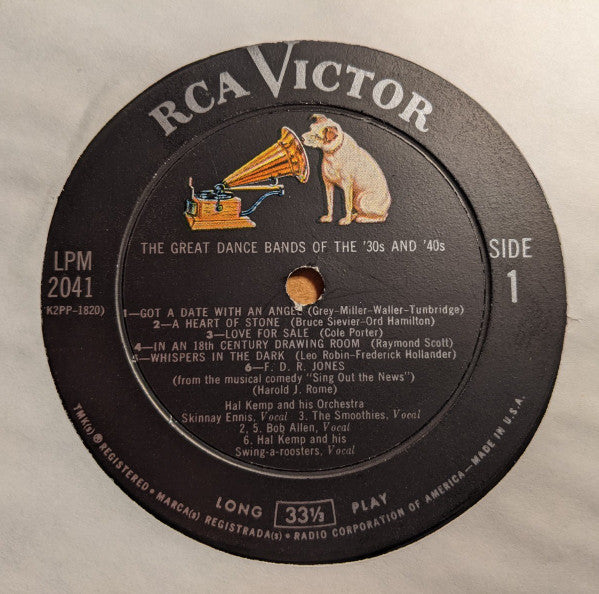 RCA VICTOR
THE GREAT DANCE BANDS OF THE '30s AND '40s
LPM
2041
K2PP-1820)
SIDE
1
1—GOT A DATE WITH AN ANGEL (Grey-Miller-Waller-Tunbridge)
2—A HEART OF STONE (Bruce Sievier-Ord Hamilton)
3—LOVE FOR SALE (Cole Porter)
4—IN AN 18th CENTURY DRAWING ROOM (Raymond Scott)
5—WHISPERS IN THE DARK (Leo Robin-Frederick Hollander)
6—F. D. R. JONES
(from the musical comedy "Sing Out the News")
(Harold J. Rome)
Hal Kemp and his Orchestra
Skinnay Ennis, Vocal 3. The Smoothies, Vocal
2, 5. Bob Allen, Vocal
6. Hal Kemp and his
Swing-a-roosters, Vocal
LONG 33⅓ PLAY
TMK(s) ® REGISTERED • MARCA(s) REGISTRADA(s) • RADIO CORPORATION OF AMERICA—MADE IN U.S.A.